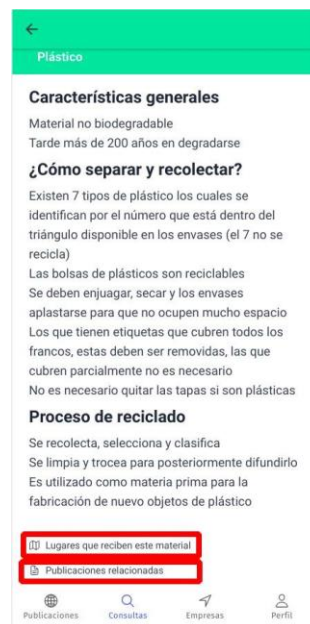 Plástico
Características generales
Material no biodegradable
Tarde más de 200 años en degradarse
¿Cómo separar y recolectar?
Existen 7 tipos de plástico los cuales se
identifican por el número que está dentro del
triángulo disponible en los envases (el 7 no se
recicla)
Las bolsas de plásticos son reciclables
Se deben enjuagar, secar y los envases
aplastarse para que no ocupen mucho espacio
Los que tienen etiquetas que cubren todos los
francos, estas deben ser removidas, las que
cubren parcialmente no es necesario
No es necesario quitar las tapas si son plásticas
Proceso de reciclado
Se recolecta, selecciona y clasifica
Se limpia y trocea para posteriormente difundirlo
Es utilizado como materia prima para la
fabricación de nuevo objetos de plástico
Lugares que reciben este material
Publicaciones relacionadas
Publicaciones Consultas Empresas Perfil